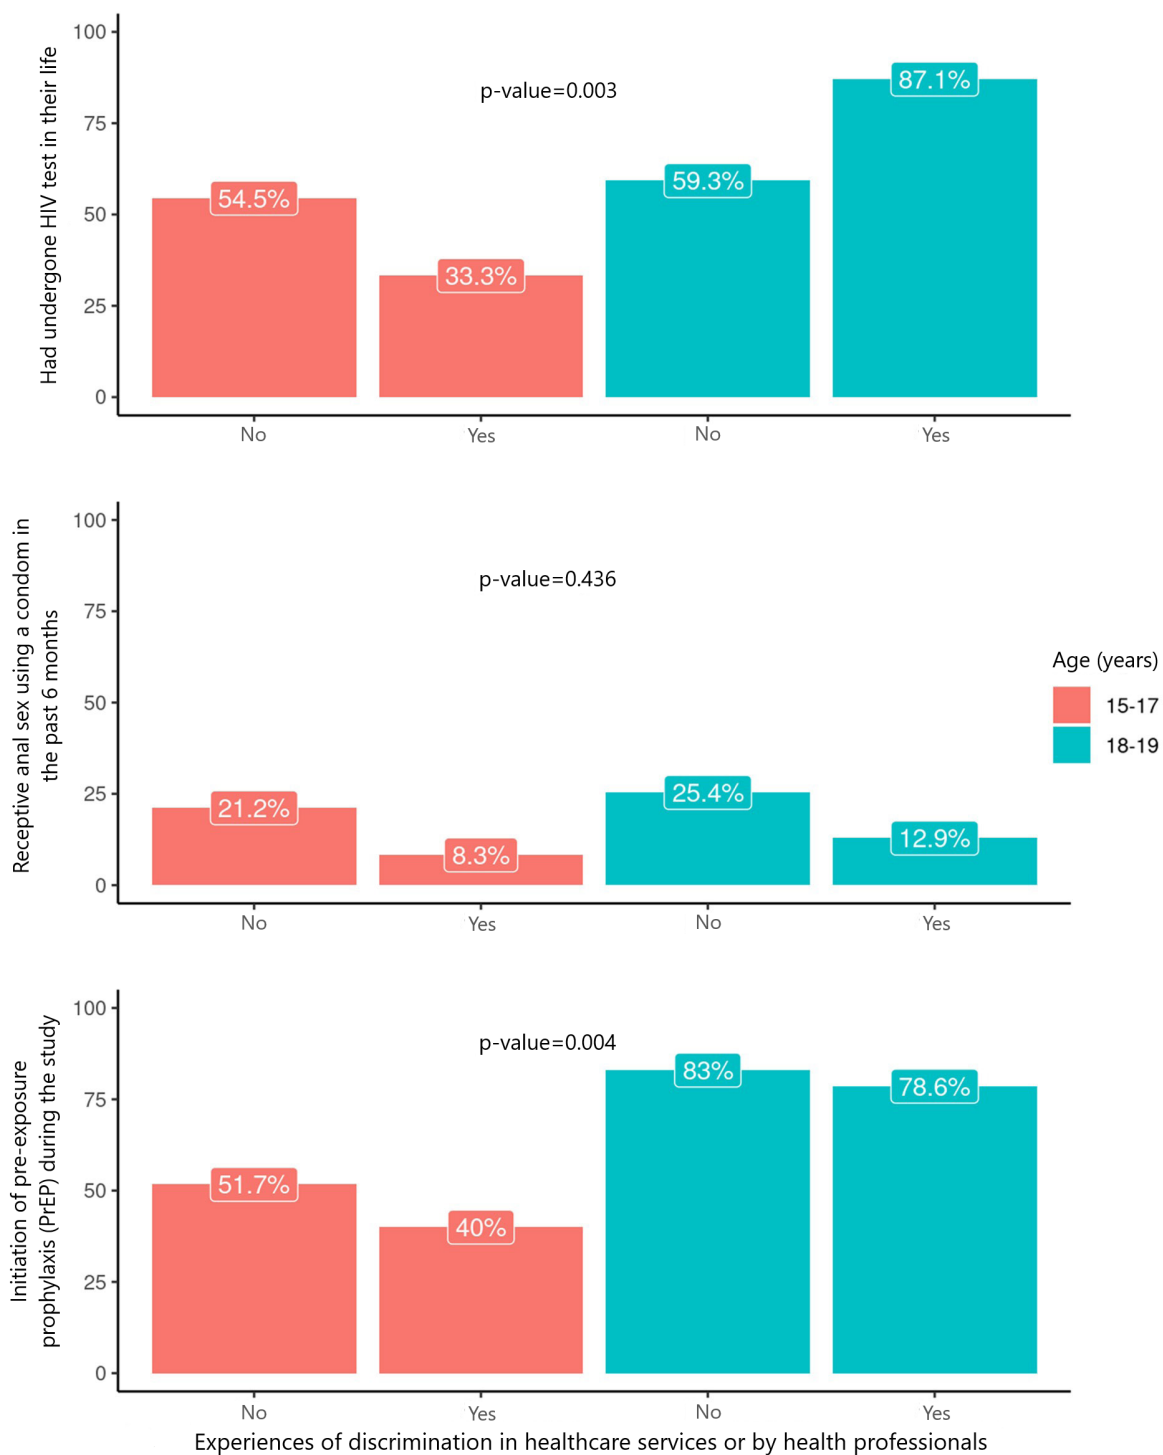 Had undergone HIV test in their life
100
75
50
25
0
p-value=0.003
54.5%
33.3%
59.3%
87.1%
No
Yes
No
Yes
Receptive anal sex using a condom in
the past 6 months
100
75
50
25
0
p-value=0.436
21.2%
8.3%
25.4%
12.9%
No
Yes
No
Yes
Age (years)
15-17
18-19
Initiation of pre-exposure
prophylaxis (PrEP) during the study
100
75
50
25
0
p-value=0.004
51.7%
40%
83%
78.6%
No
Yes
No
Yes
Experiences of discrimination in healthcare services or by health professionals